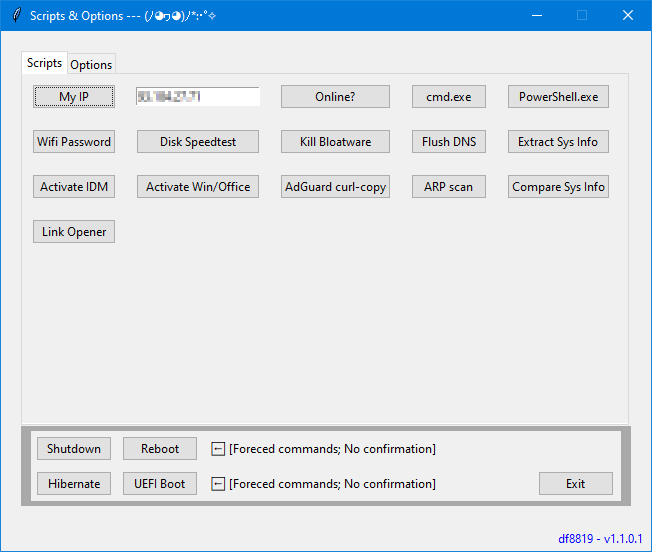 Scripts & Options --- (ﾉ◕ヮ◕)ﾉ*:･ﾟ✧
Scripts Options
My IP Online? cmd.exe PowerShell.exe
Wifi Password Disk Speedtest Kill Bloatware Flush DNS Extract Sys Info
Activate IDM Activate Win/Office AdGuard curl-copy ARP scan Compare Sys Info
Link Opener
Shutdown Reboot ← [Foreced commands; No confirmation]
Hibernate UEFI Boot ← [Foreced commands; No confirmation] Exit
df8819 - v1.1.0.1